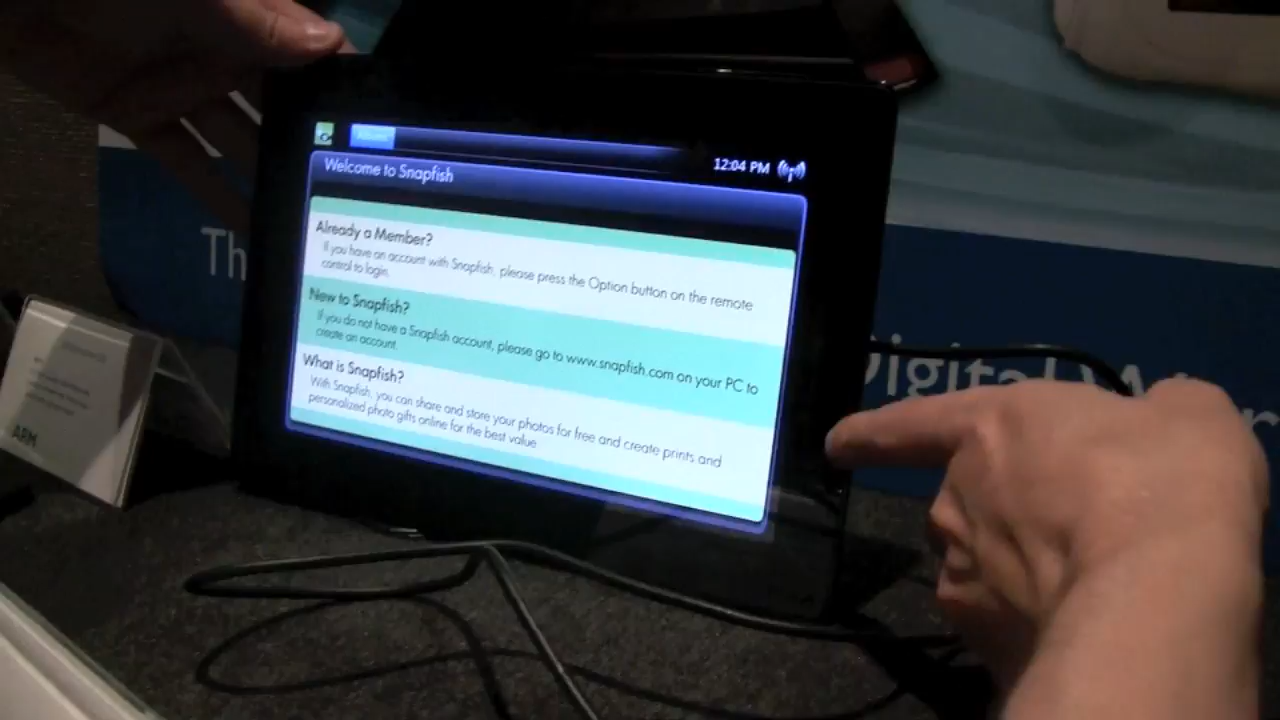 12:04 PM
Welcome to Snapfish
Already a Member?
If you have an account with Snapfish, please press the Option button on the remote
control to login.
New to Snapfish?
If you do not have a Snapfish account, please go to www.snapfish.com on your PC to
create an account.
What is Snapfish?
With Snapfish, you can share and store your photos for free and create prints and
personalized photo gifts online for the best value.
Th
Digital W
ARM